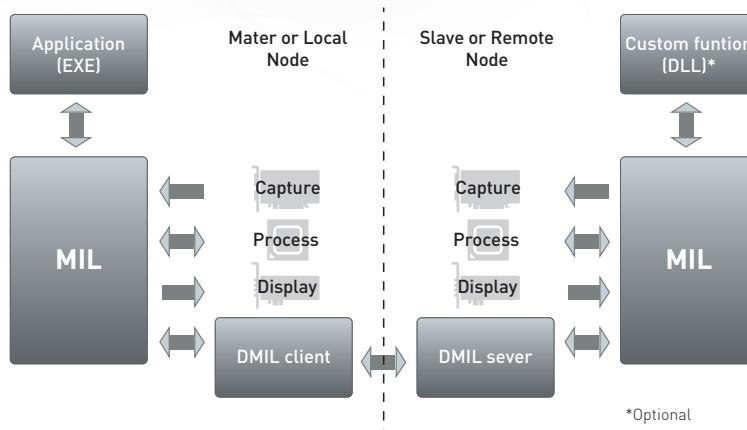 Application
(EXE)
Mater or Local
Node
Slave or Remote
Node
Custom funtion
(DLL)*
MIL
Capture
Process
Display
Capture
Process
Display
MIL
DMIL client
DMIL sever
*Optional